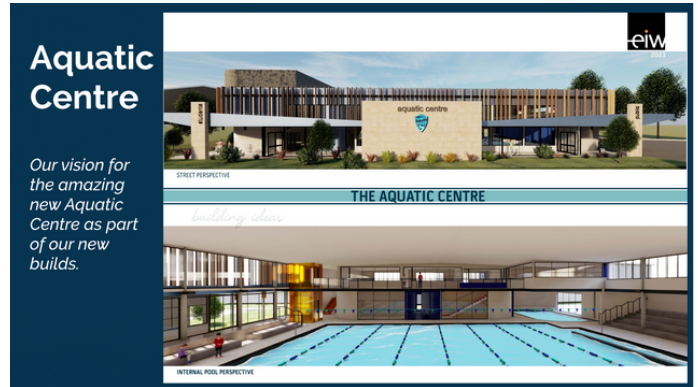 Aquatic
Centre
Our vision for
the amazing
new Aquatic
Centre as part
of our new
builds.
eiw
2023
aquatic centre
STREET PERSPECTIVE
THE AQUATIC CENTRE
building ideas
INTERNAL POOL PERSPECTIVE